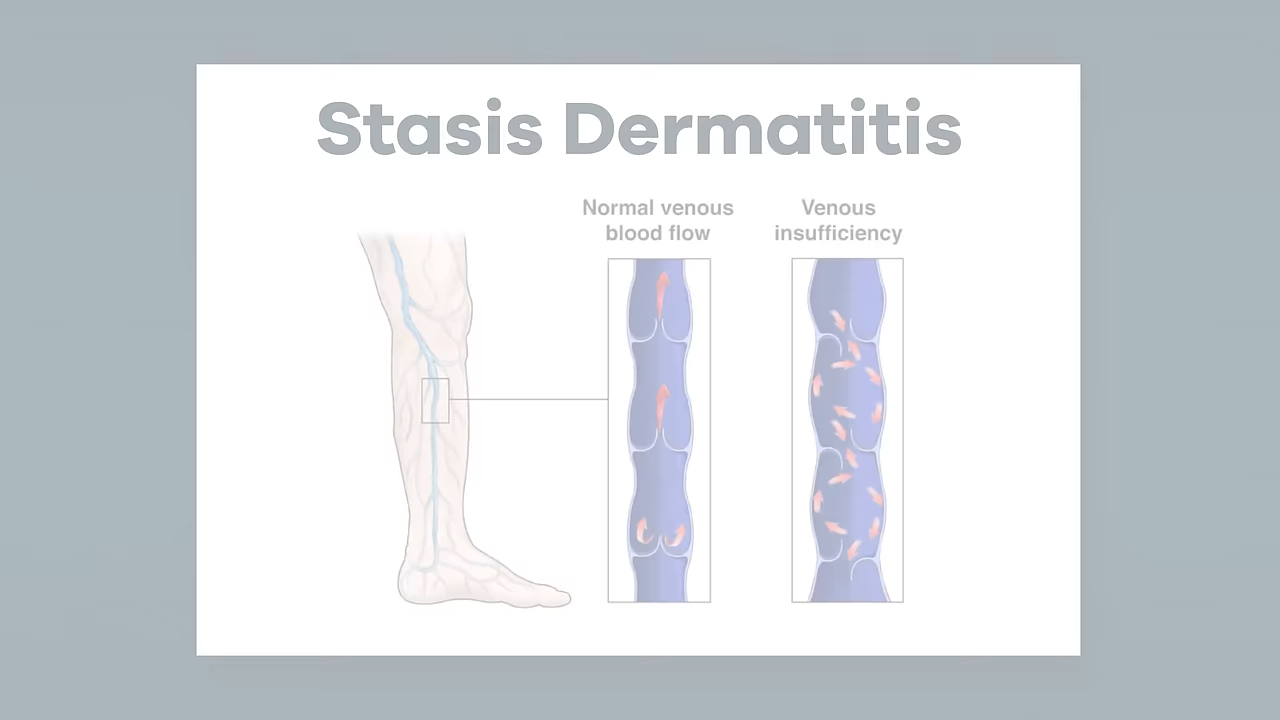 Stasis Dermatitis
Normal venous
blood flow
Venous
insufficiency